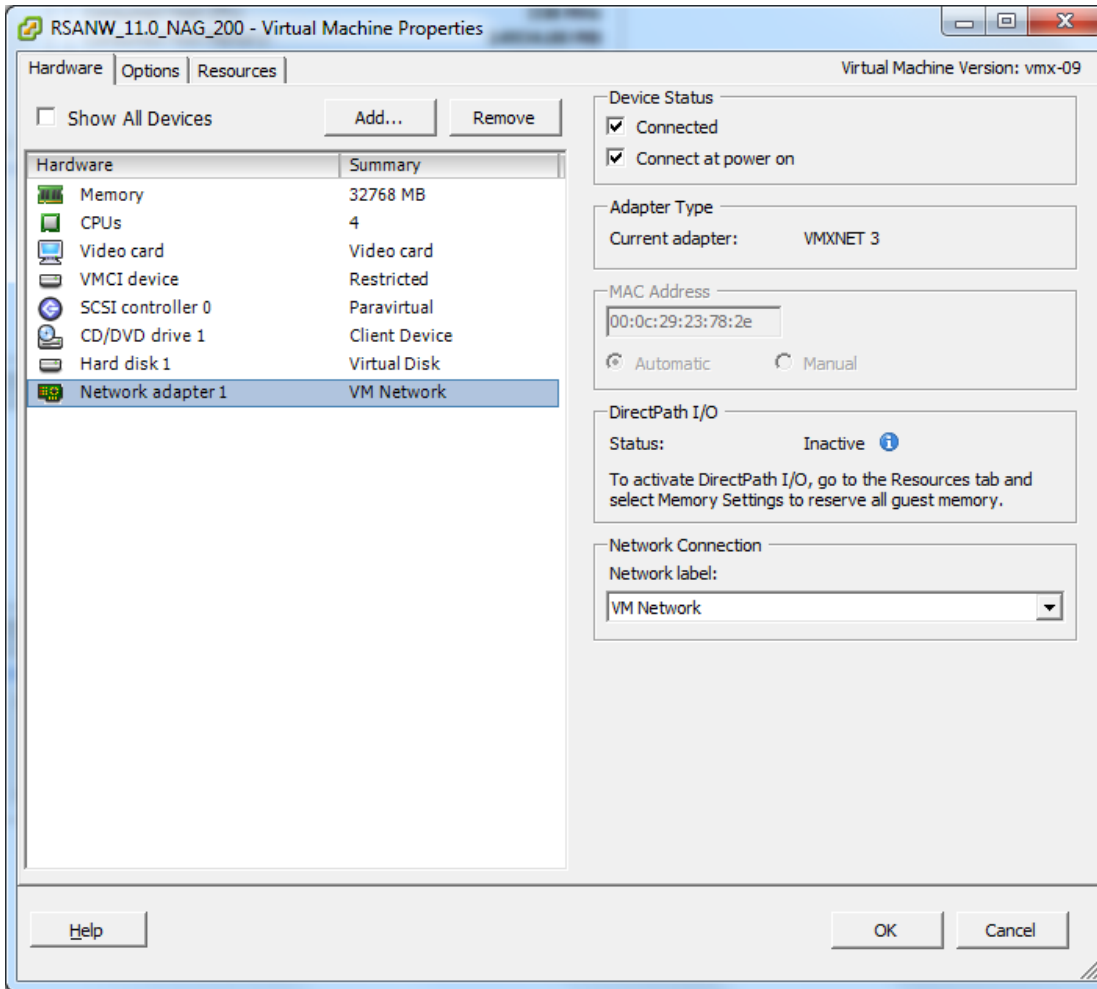 RSANW_11.0_NAG_200 - Virtual Machine Properties
Hardware Options Resources
Virtual Machine Version: vmx-09
Show All Devices Add... Remove
Hardware Summary
Memory 32768 MB
CPUs 4
Video card Video card
VMCI device Restricted
SCSI controller 0 Paravirtual
CD/DVD drive 1 Client Device
Hard disk 1 Virtual Disk
Network adapter 1 VM Network
Device Status
Connected
Connect at power on
Adapter Type
Current adapter: VMXNET 3
MAC Address
00:0c:29:23:78:2e
Automatic Manual
DirectPath I/O
Status: Inactive
To activate DirectPath I/O, go to the Resources tab and
select Memory Settings to reserve all guest memory.
Network Connection
Network label:
VM Network
Help OK Cancel